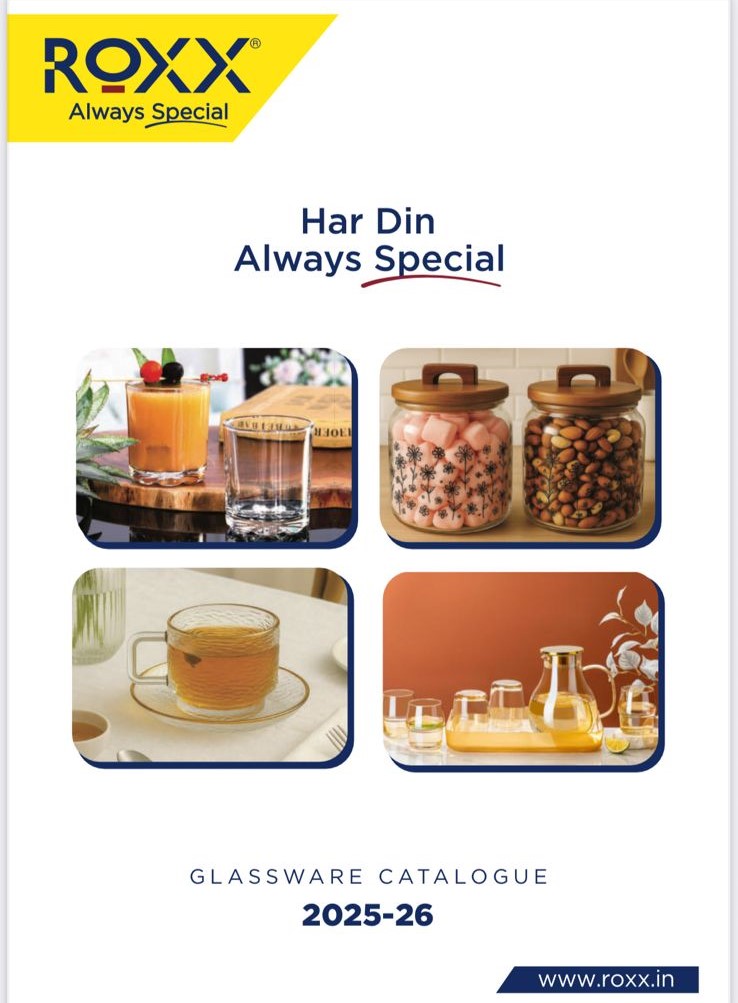 ROXX®
Always Special
Har Din
Always Special
GLASSWARE CATALOGUE
2025-26
www.roxx.in